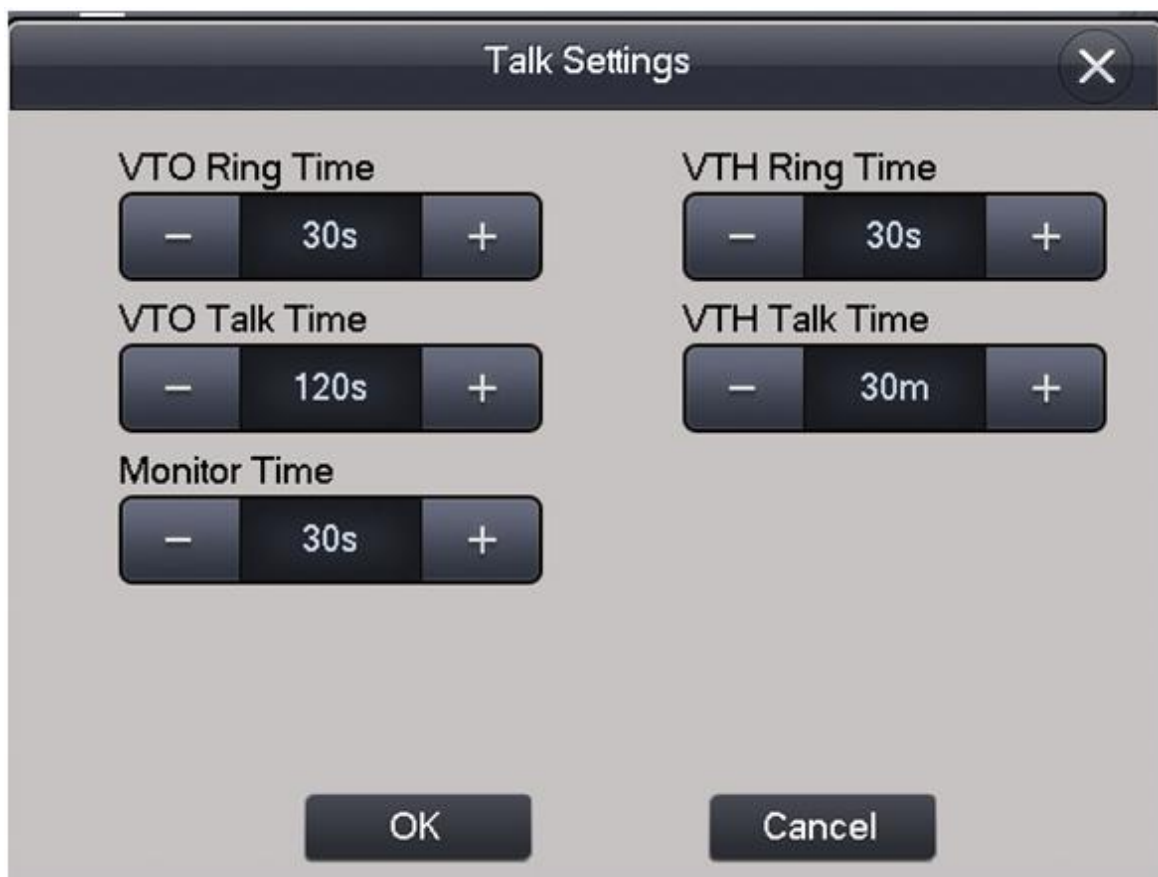 Talk Settings
VTO Ring Time
VTH Ring Time
− 30s +
− 30s +
VTO Talk Time
VTH Talk Time
− 120s +
− 30m +
Monitor Time
− 30s +
OK
Cancel